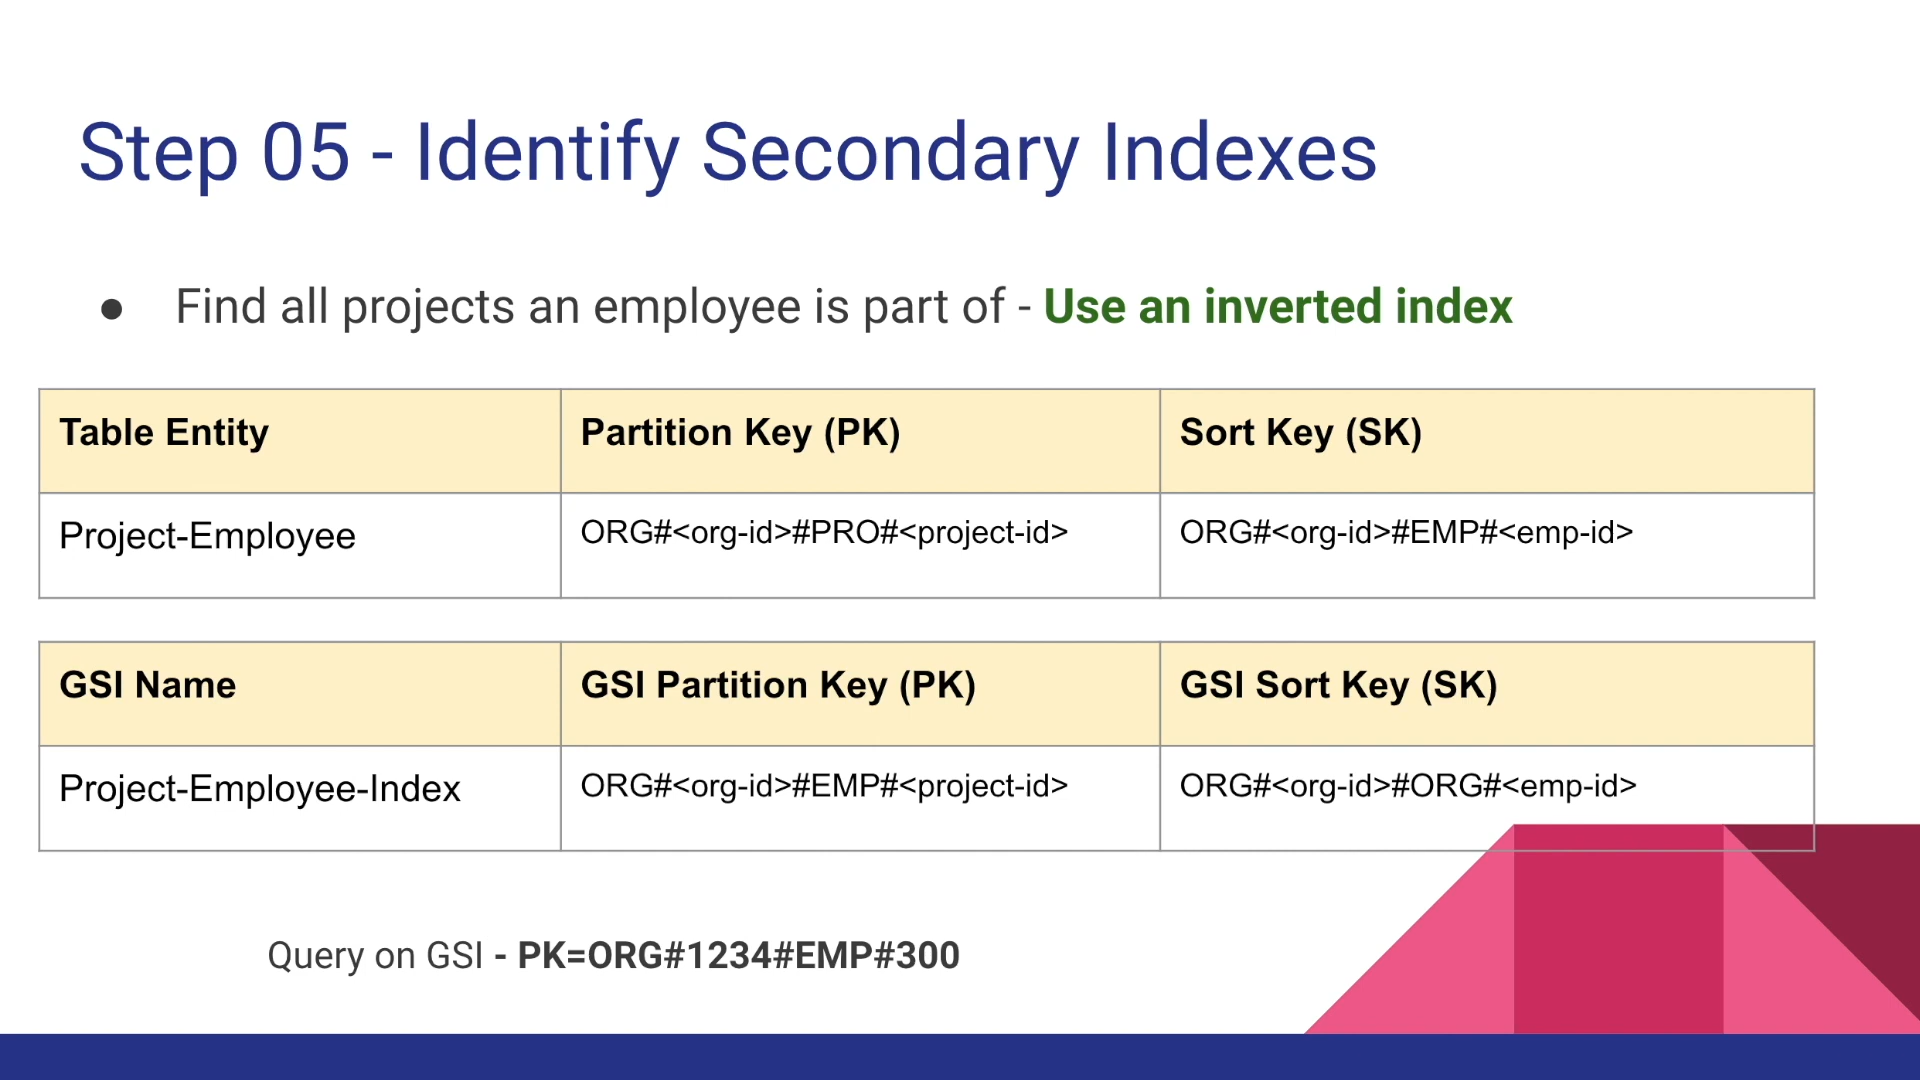 Step 05 - Identify Secondary Indexes
● Find all projects an employee is part of - Use an inverted index
Table Entity Partition Key (PK) Sort Key (SK)
Project-Employee ORG#<org-id>#PRO#<project-id> ORG#<org-id>#EMP#<emp-id>
GSI Name GSI Partition Key (PK) GSI Sort Key (SK)
Project-Employee-Index ORG#<org-id>#EMP#<project-id> ORG#<org-id>#ORG#<emp-id>
Query on GSI - PK=ORG#1234#EMP#300